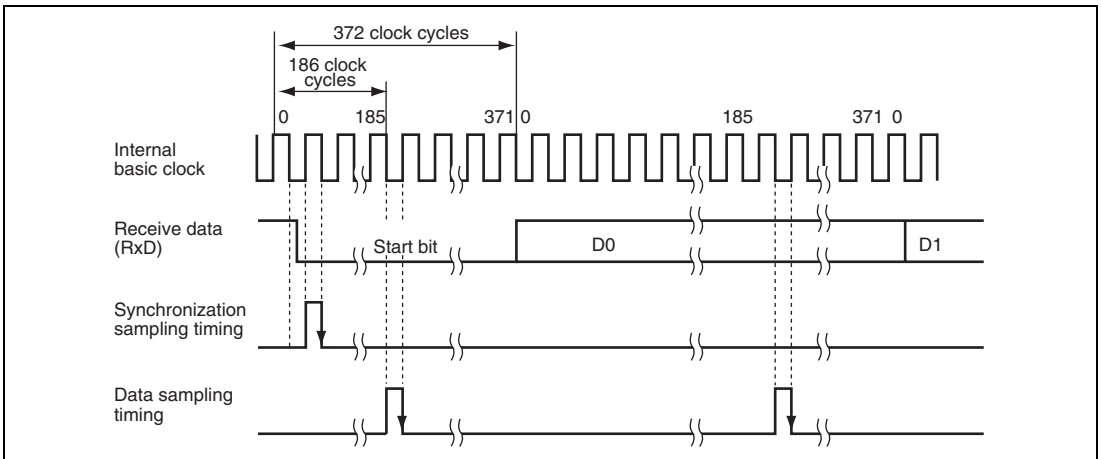 372 clock cycles
186 clock
cycles
0 185 371 0 185 371 0
Internal
basic clock
Receive data
(RxD)
Start bit D0 D1
Synchronization
sampling timing
Data sampling
timing